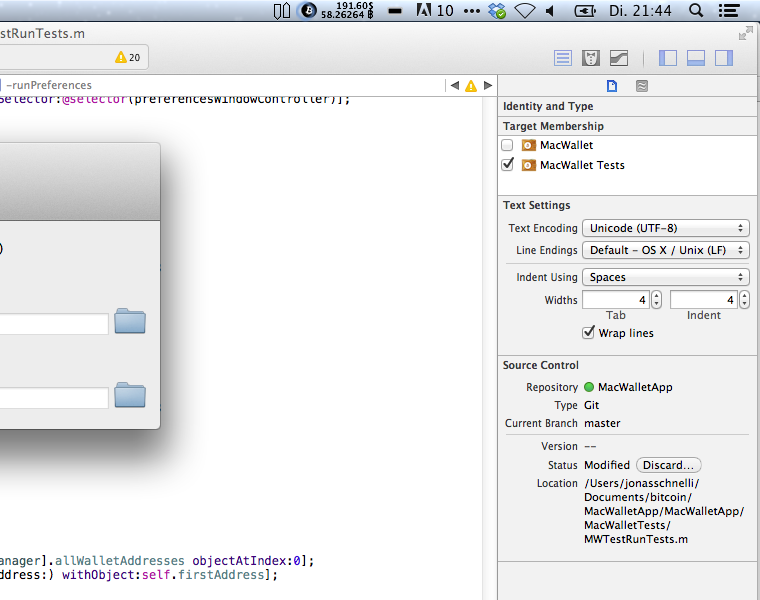 191.60$
58.26264 ฿
10
Di. 21:44
stRunTests.m
20
-runPreferences
Selector:@selector(preferencesWindowController)];
Identity and Type
Target Membership
MacWallet
MacWallet Tests
)
Text Settings
Text Encoding Unicode (UTF-8)
Line Endings Default - OS X / Unix (LF)
Indent Using Spaces
Widths 4 4
Tab Indent
Wrap lines
Source Control
Repository MacWalletApp
Type Git
Current Branch master
Version --
Status Modified Discard...
Location /Users/jonasschnelli/
Documents/bitcoin/
MacWalletApp/MacWalletApp/
MacWalletTests/
MWTestRunTests.m
anager].allWalletAddresses objectAtIndex:0];
ddress:) withObject:self.firstAddress];